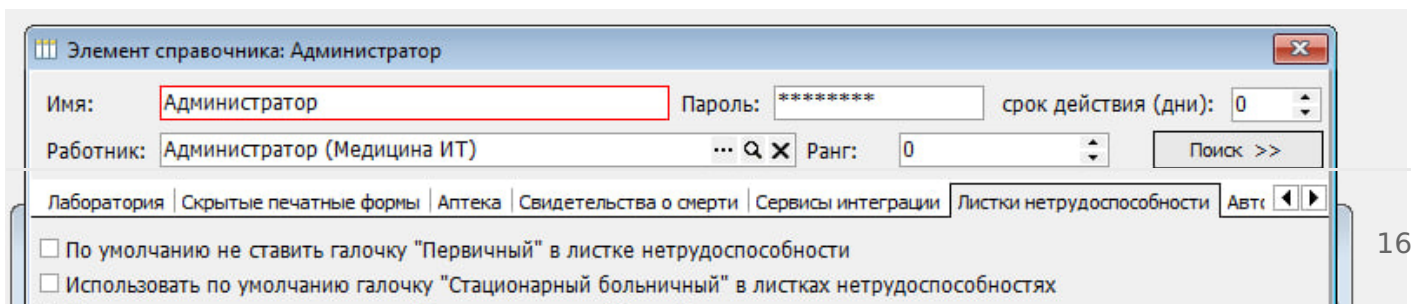 Элемент справочника: Администратор
Имя: Администратор Пароль: ******** срок действия (дни): 0
Работник: Администратор (Медицина ИТ) ... Ранг: 0 Поиск >>
Лаборатория Скрытые печатные формы Аптека Свидетельства о смерти Сервисы интеграции Листки нетрудоспособности Авто
По умолчанию не ставить галочку "Первичный" в листке нетрудоспособности
16
Использовать по умолчанию галочку "Стационарный больничный" в листках нетрудоспособностях